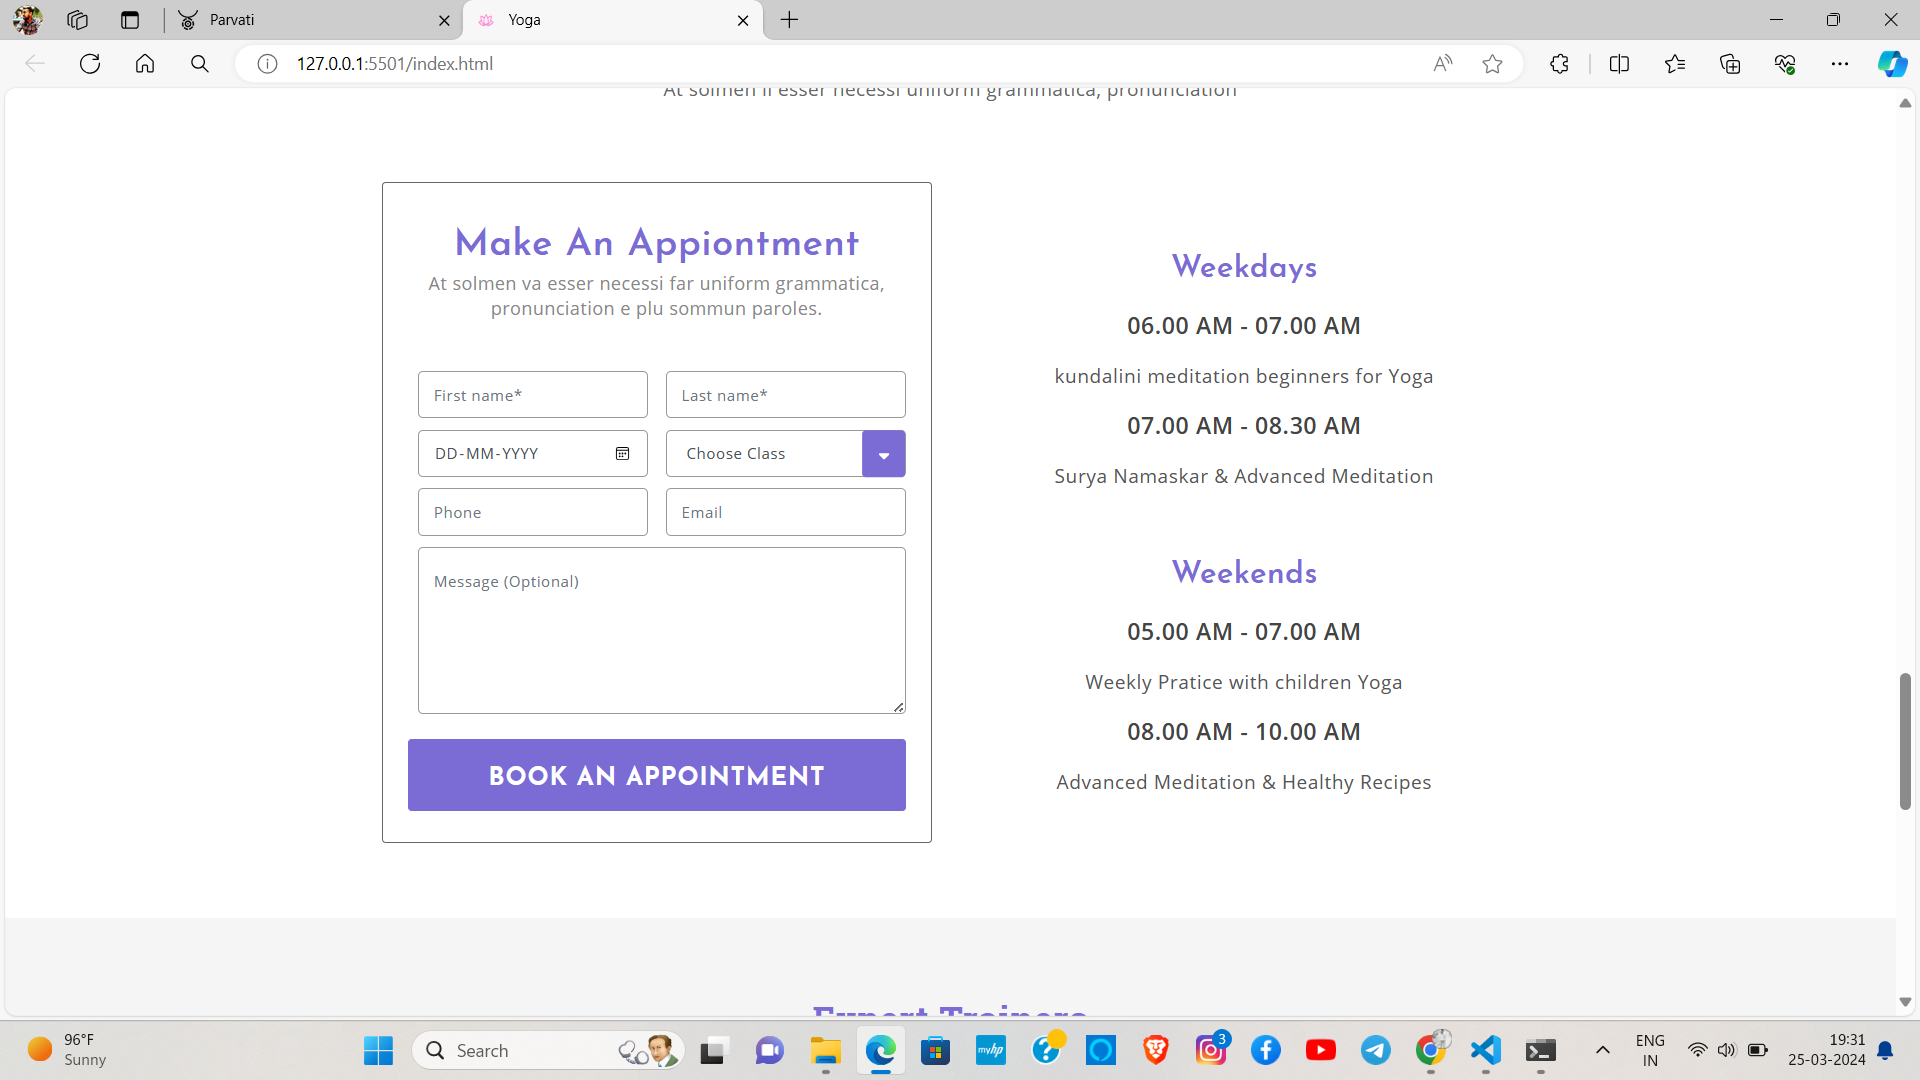 Parvati
Yoga
127.0.0.1:5501/index.html
At solmen il esser necessi uniform grammatica, pronunciation
Make An Appiontment
At solmen va esser necessi far uniform grammatica,
pronunciation e plu sommun paroles.
First name*
Last name*
DD-MM-YYYY
Choose Class
Phone
Email
Message (Optional)
BOOK AN APPOINTMENT
Weekdays
06.00 AM - 07.00 AM
kundalini meditation beginners for Yoga
07.00 AM - 08.30 AM
Surya Namaskar & Advanced Meditation
Weekends
05.00 AM - 07.00 AM
Weekly Pratice with children Yoga
08.00 AM - 10.00 AM
Advanced Meditation & Healthy Recipes
Expert Trainers
96°F
Sunny
Search
myhp
3
ENG
IN
19:31
25-03-2024